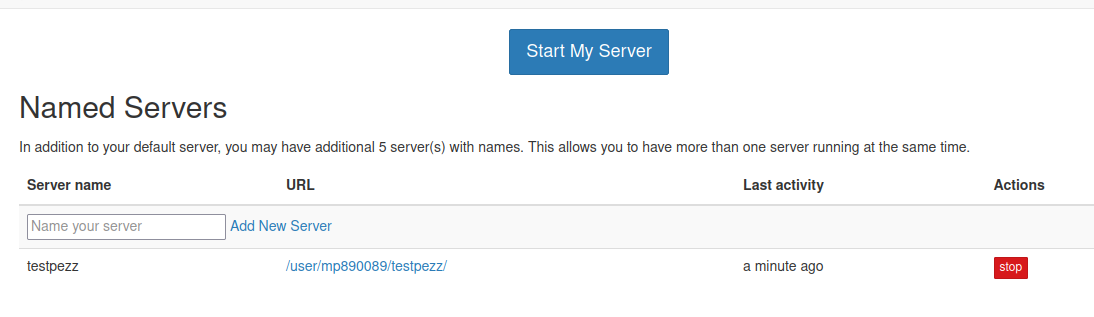 Start My Server
Named Servers
In addition to your default server, you may have additional 5 server(s) with names. This allows you to have more than one server running at the same time.
Server name URL Last activity Actions
Name your server Add New Server
testpezz /user/mp890089/testpezz/ a minute ago stop